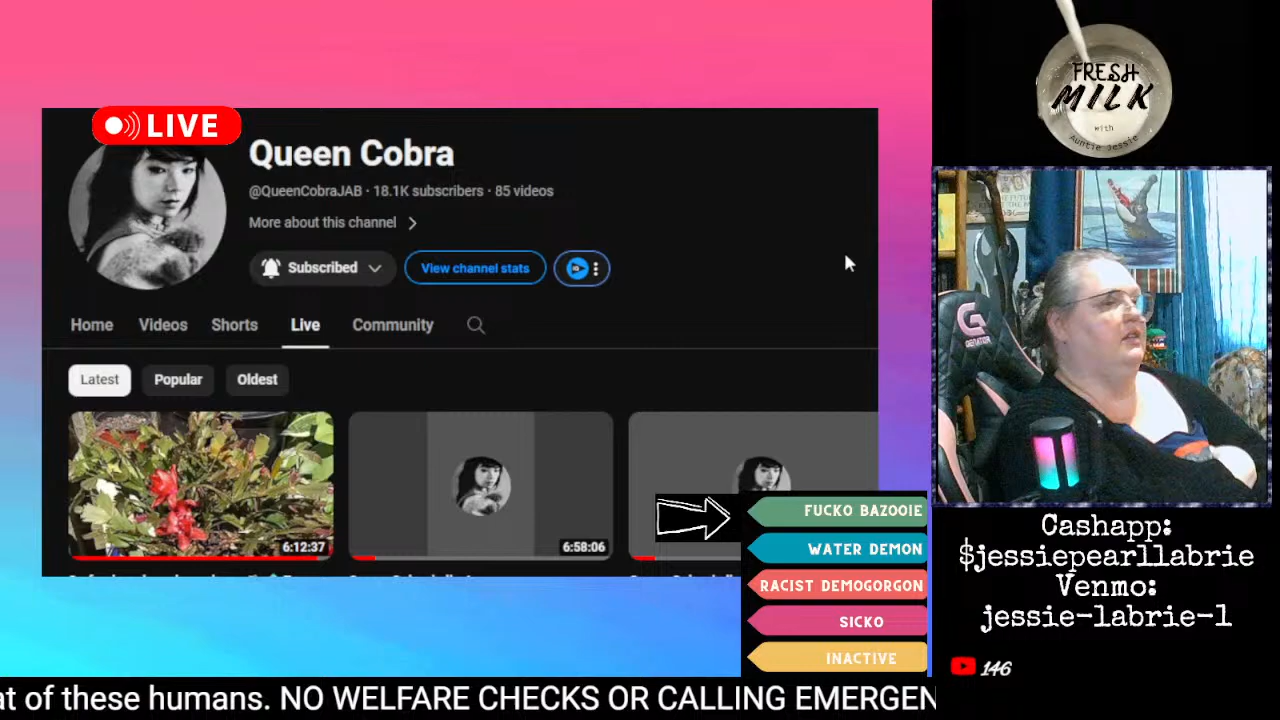 LIVE
Queen Cobra
@QueenCobraJAB · 18.1K subscribers · 85 videos
More about this channel
Subscribed
View channel stats
Home Videos Shorts Live Community
Latest Popular Oldest
6:12:37
6:58:06
FUCKO BAZOOIE
WATER DEMON
RACIST DEMOGORGON
SICKO
INACTIVE
at of these humans. NO WELFARE CHECKS OR CALLING EMERGEN
FRESH
MILK
with
Auntie Jessie
Cashapp:
$jessiepearllabrie
Venmo:
jessie-labrie-1
146